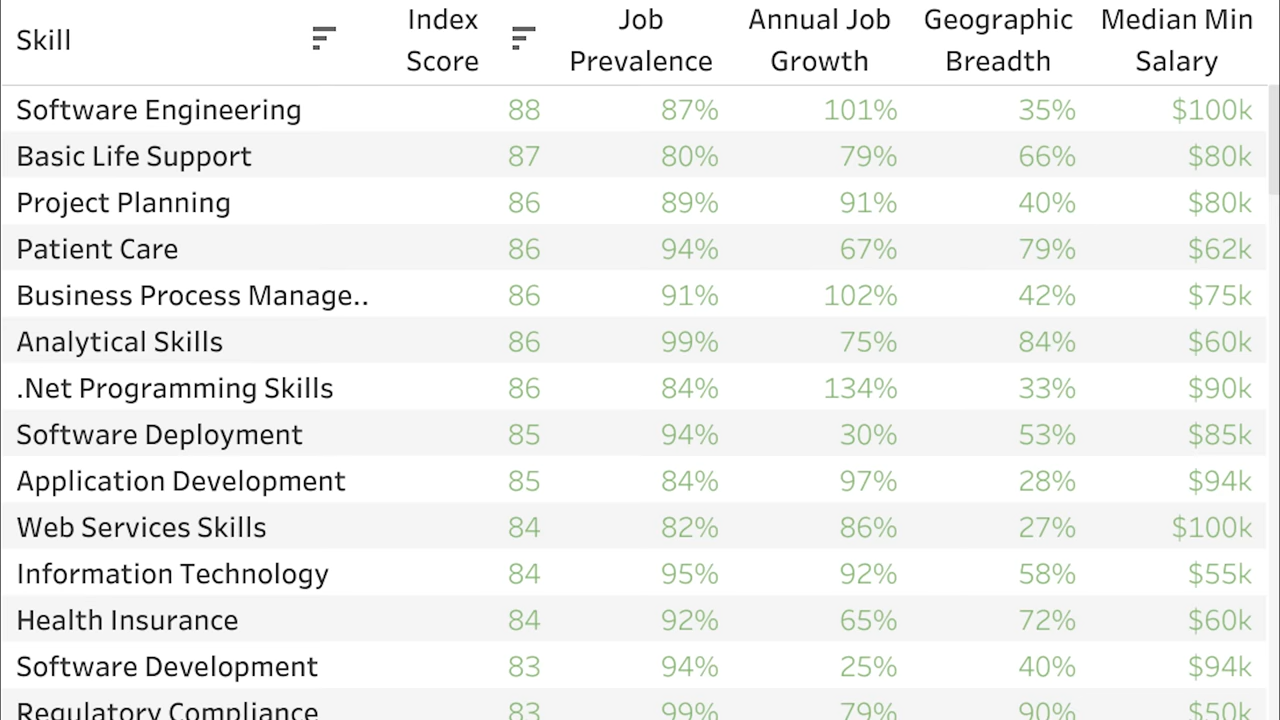 Skill Index Score Job Prevalence Annual Job Growth Geographic Breadth Median Min Salary
Software Engineering 88 87% 101% 35% $100k
Basic Life Support 87 80% 79% 66% $80k
Project Planning 86 89% 91% 40% $80k
Patient Care 86 94% 67% 79% $62k
Business Process Manage.. 86 91% 102% 42% $75k
Analytical Skills 86 99% 75% 84% $60k
.Net Programming Skills 86 84% 134% 33% $90k
Software Deployment 85 94% 30% 53% $85k
Application Development 85 84% 97% 28% $94k
Web Services Skills 84 82% 86% 27% $100k
Information Technology 84 95% 92% 58% $55k
Health Insurance 84 92% 65% 72% $60k
Software Development 83 94% 25% 40% $94k
Regulatory Compliance 83 99% 79% 90% $50k